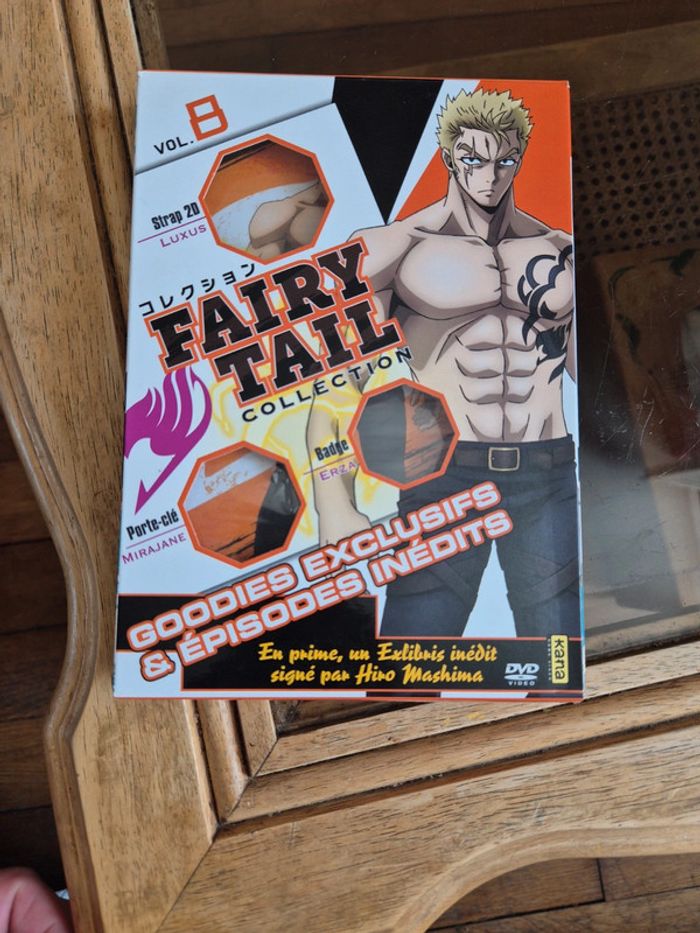 VOL. 8
Strap 2D
LUXUS
コレクション
FAIRY
TAIL
COLLECTION
Badge
ERZA
Porte-clé
MIRAJANE
GOODIES EXCLUSIFS
& ÉPISODES INÉDITS
En prime, un Exlibris inédit
signé par Hiro Mashima
DVD
VIDEO
kana